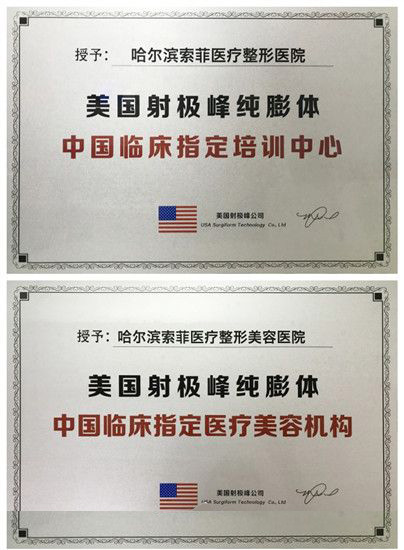 授予： 哈尔滨索菲医疗整形医院
美国射极峰纯膨体
中国临床指定培训中心
美国射极峰公司
USA Surgiform Technology Co., Ltd
授予：哈尔滨索菲医疗整形美容医院
美国射极峰纯膨体
中国临床指定医疗美容机构
美国射极峰公司
USA Surgiform Technology Co., Ltd